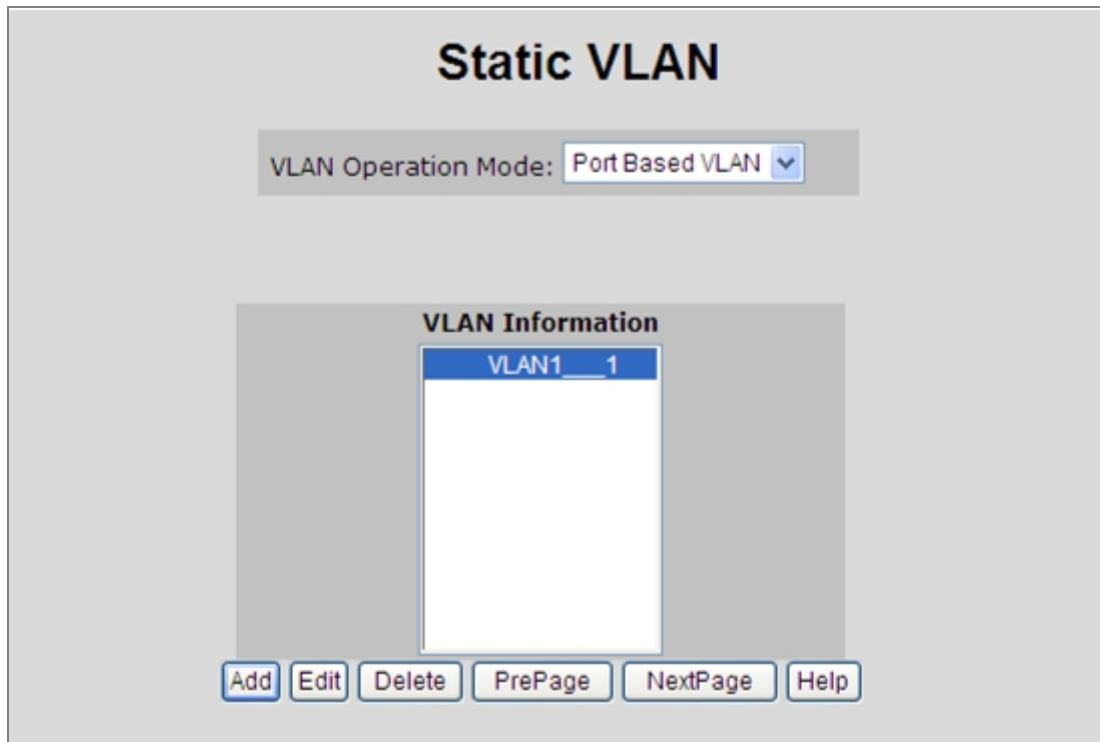 Static VLAN
VLAN Operation Mode: Port Based VLAN
VLAN Information
VLAN1___1
Add Edit Delete PrePage NextPage Help